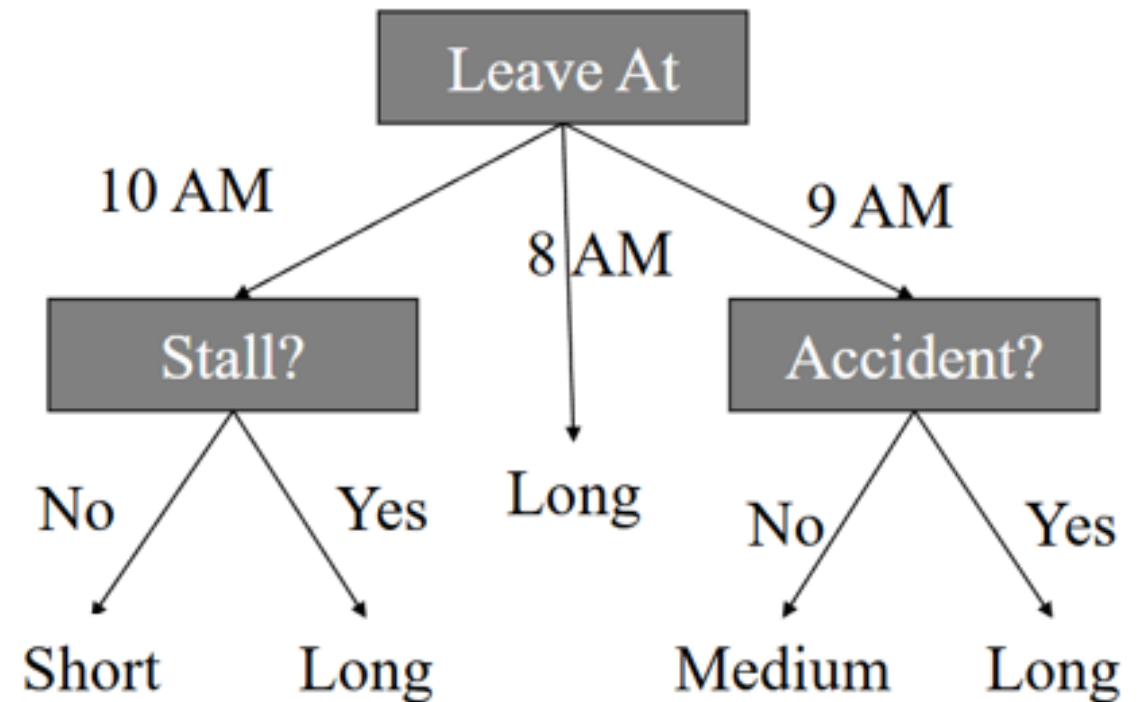 Leave At
10 AM
8 AM
9 AM
Stall?
Accident?
No
Yes
Long
No
Yes
Short
Long
Medium
Long